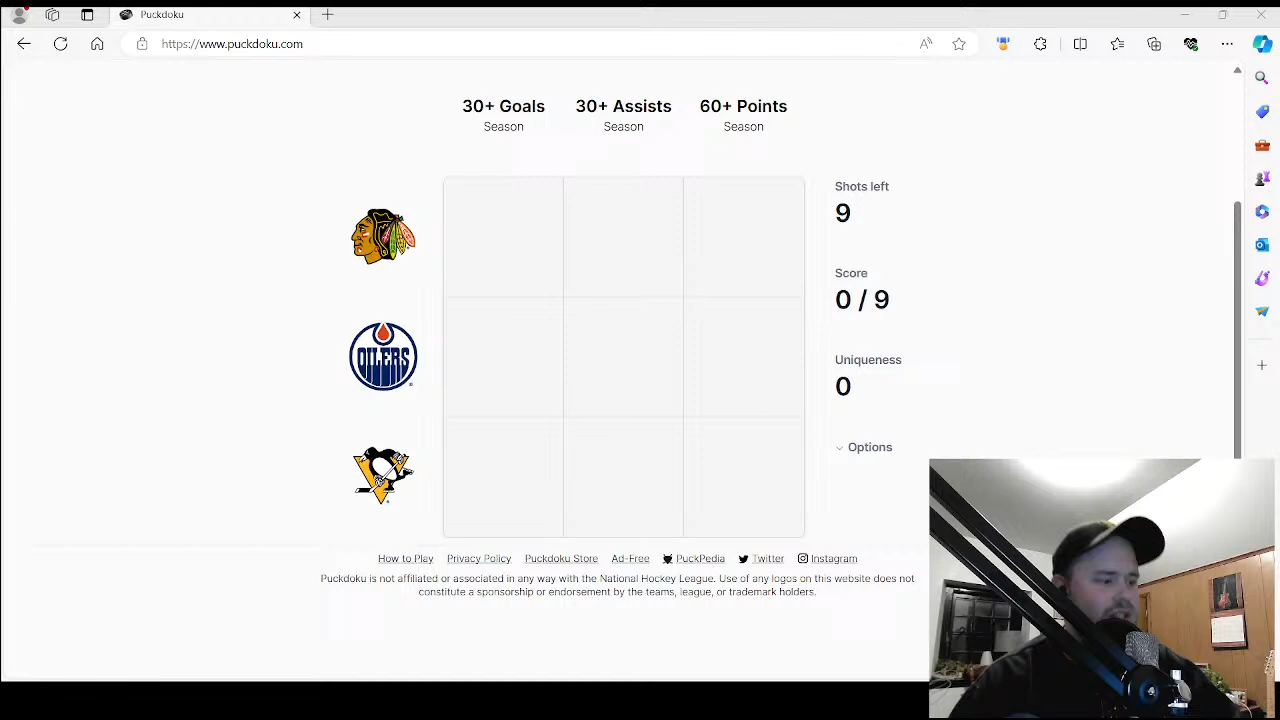 Puckdoku
https://www.puckdoku.com
30+ Goals 30+ Assists 60+ Points
Season Season Season
Shots left
9
Score
0 / 9
OILERS
Uniqueness
0
Options
How to Play Privacy Policy Puckdoku Store Ad-Free PuckPedia Twitter Instagram
Puckdoku is not affiliated or associated in any way with the National Hockey League. Use of any logos on this website does not
constitute a sponsorship or endorsement by the teams, league, or trademark holders.